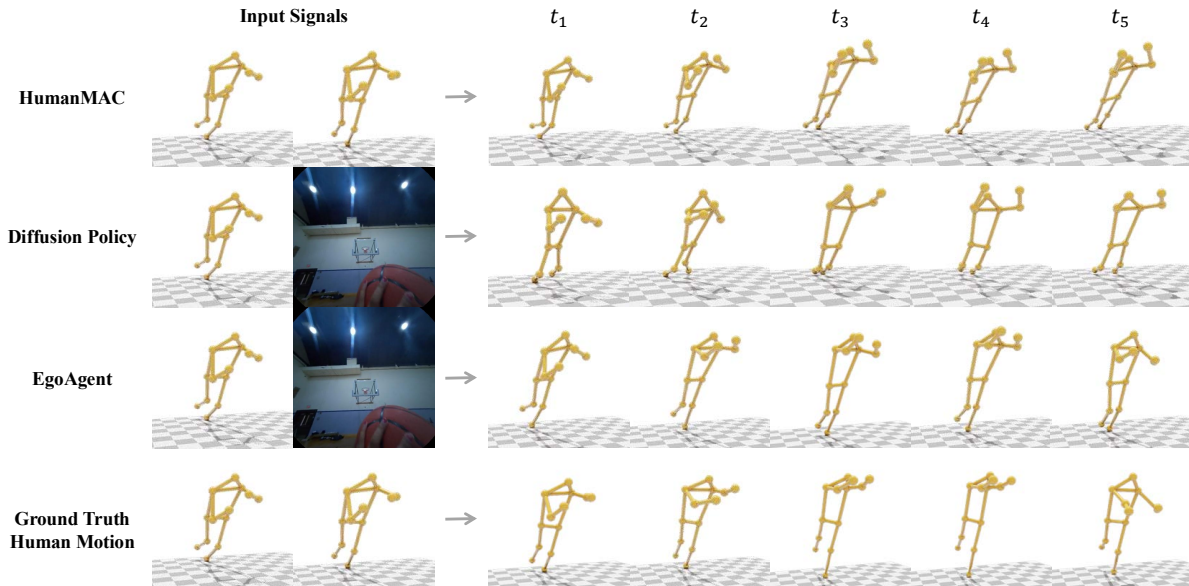 Input Signals
t₁
t₂
t₃
t₄
t₅
HumanMAC
Diffusion Policy
EgoAgent
Ground Truth
Human Motion